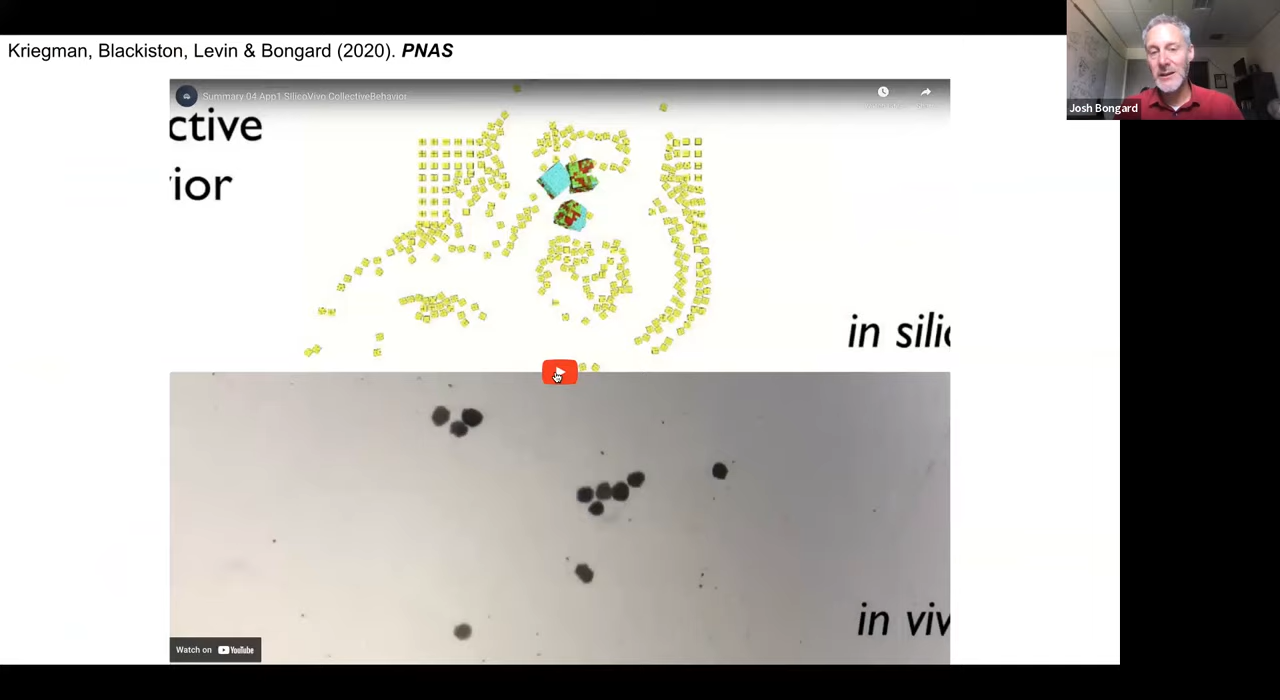 Kriegman, Blackiston, Levin & Bongard (2020). PNAS
Josh Bongard
Summary 04 App1 SilicoVivo CollectiveBehavior
ctive
ior
in silic
in viv
Watch on YouTube